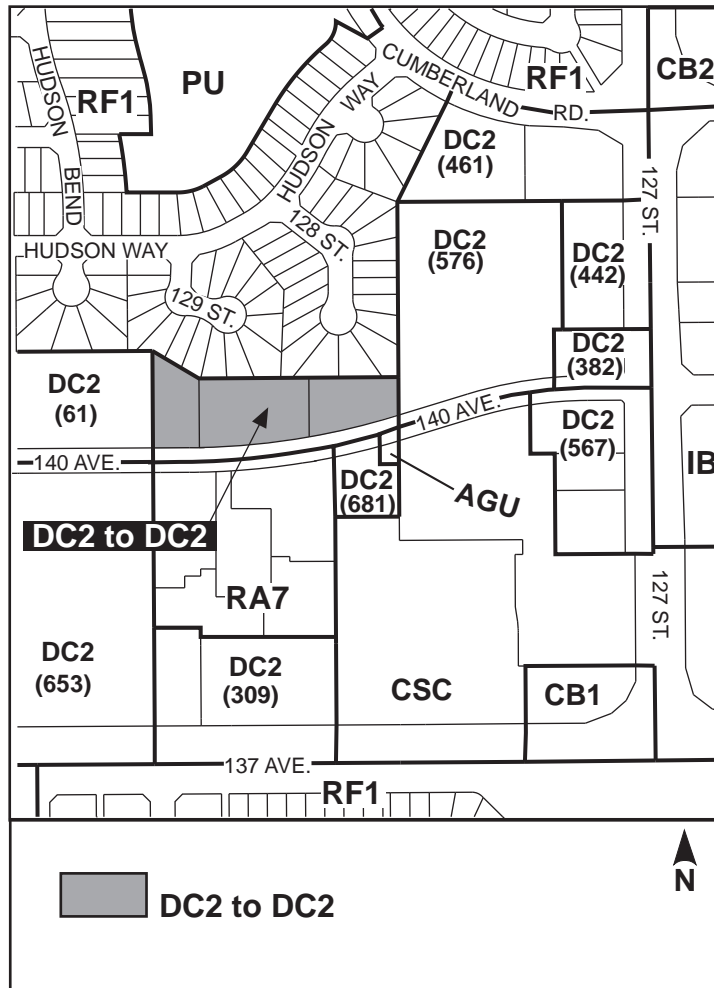 HUDSON
BEND
RF1
PU
HUDSON WAY
CUMBERLAND RD.
RF1
CB2
DC2
(461)
127 ST.
128 ST.
HUDSON WAY
129 ST.
DC2
(576)
DC2
(442)
DC2
(382)
DC2
(61)
140 AVE.
DC2
(567)
140 AVE.
DC2
(681)
AGU
IB
DC2 to DC2
RA7
127 ST.
DC2
(653)
DC2
(309)
CSC
CB1
137 AVE.
RF1
N
DC2 to DC2